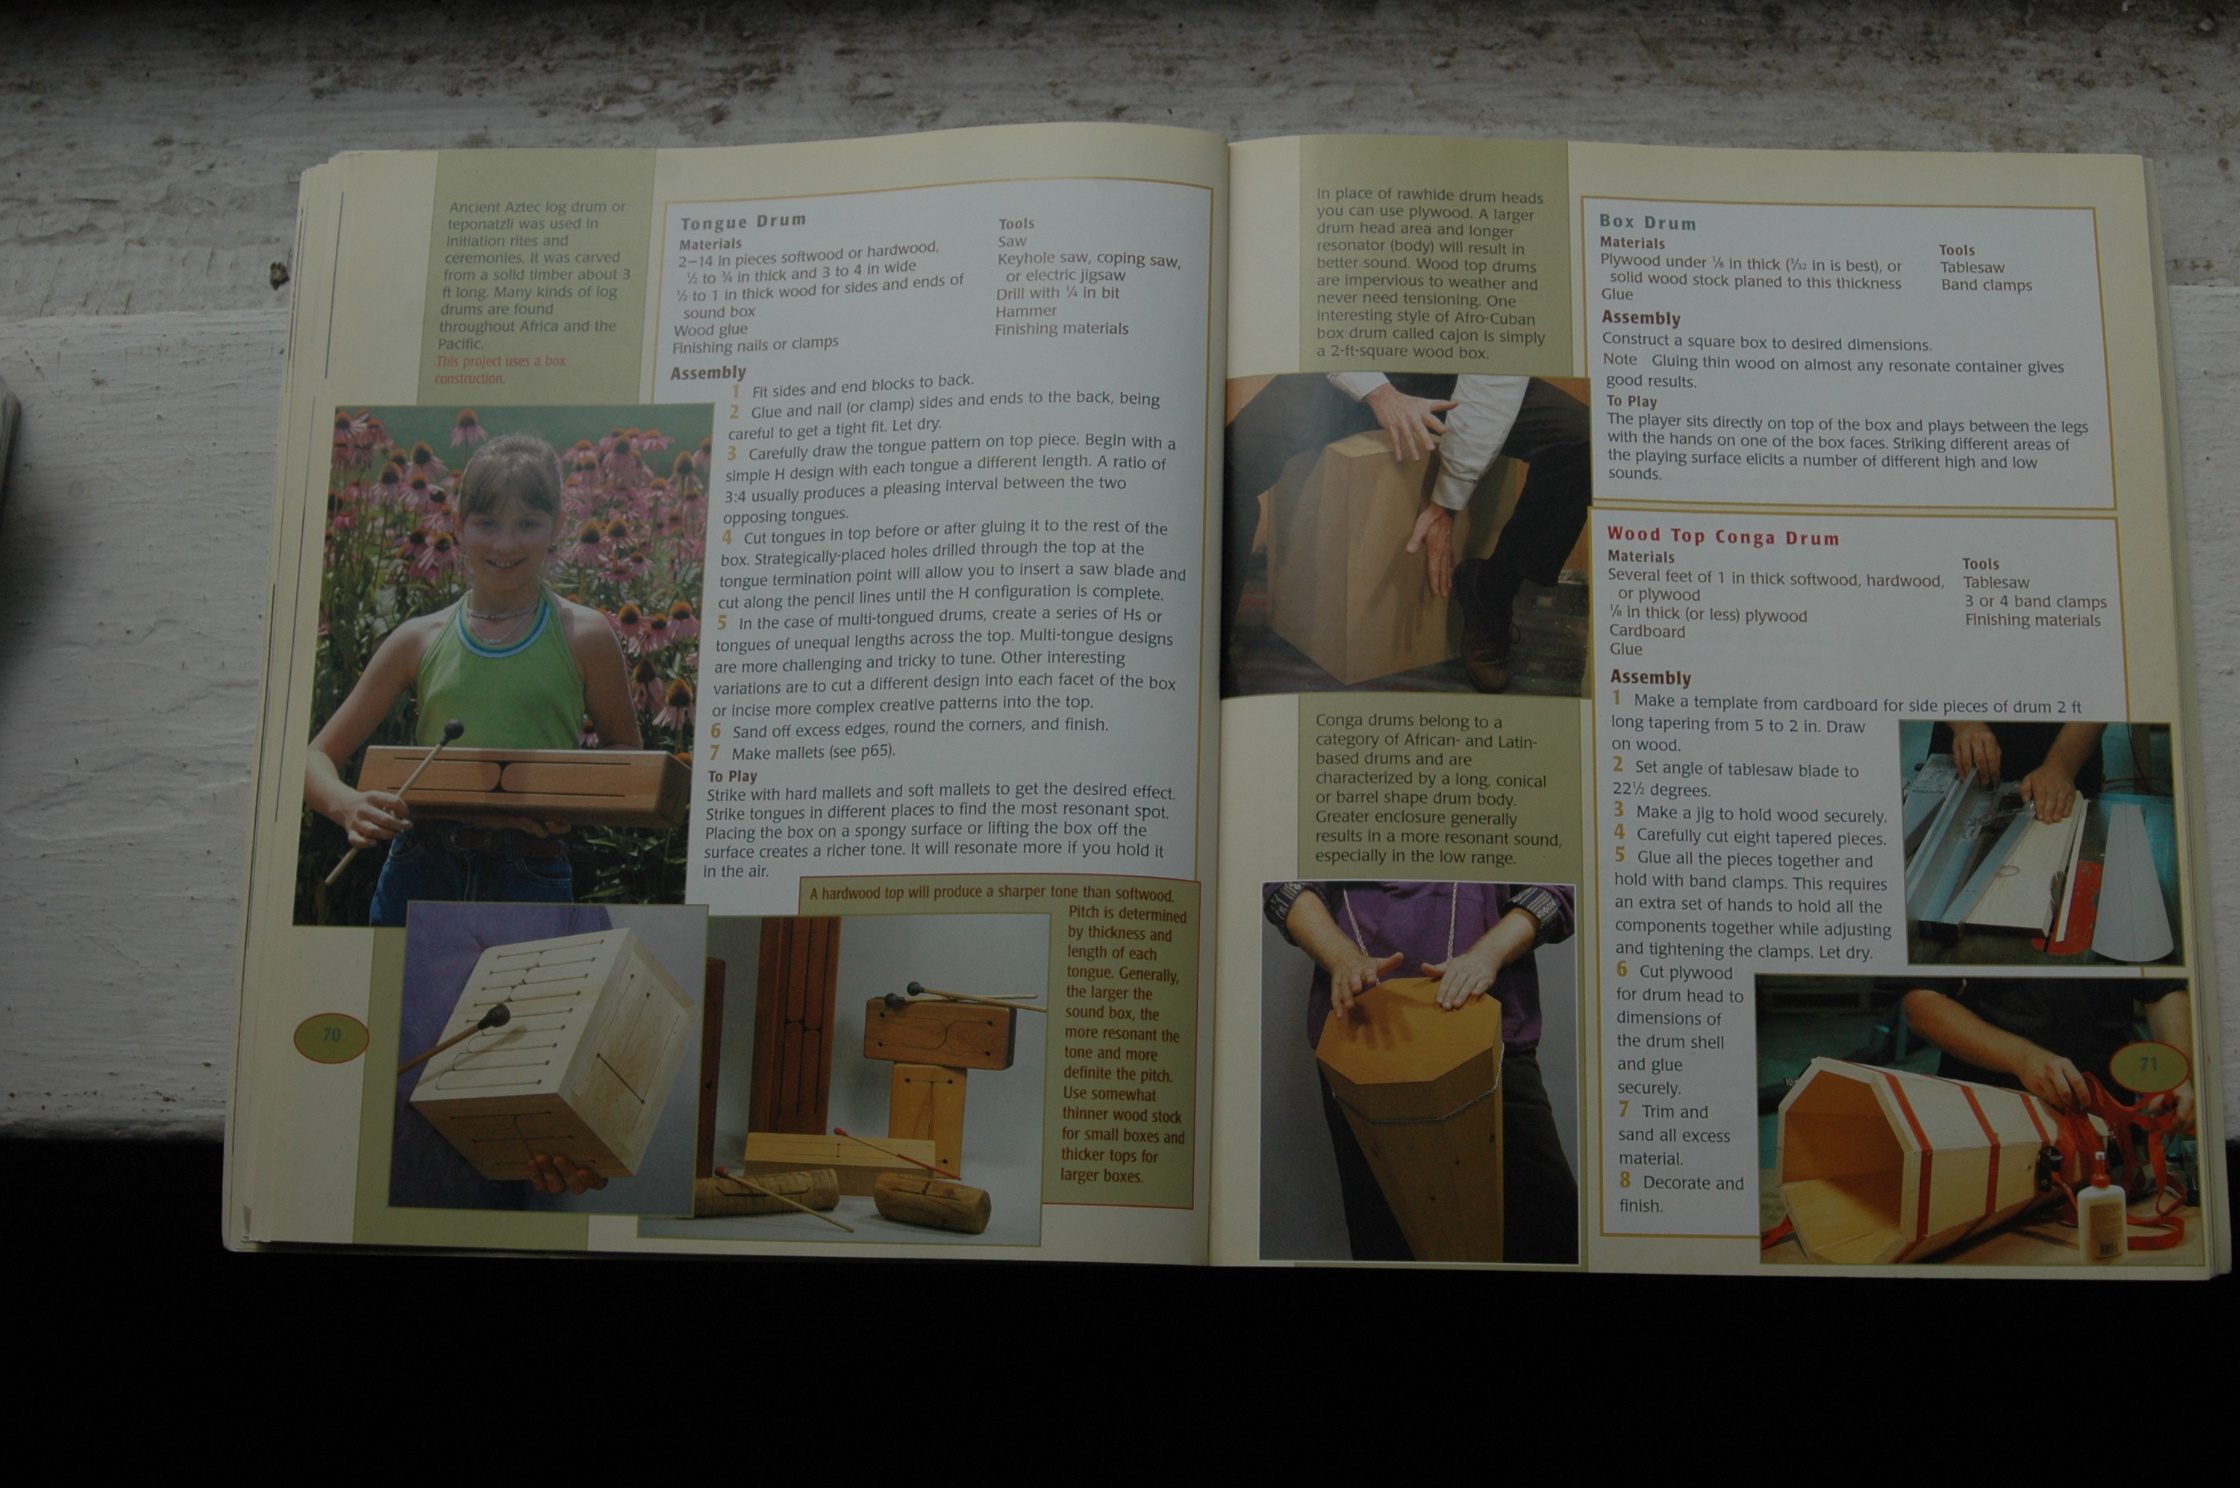 Ancient Aztec log drum or
teponatzli was used in
initiation rites and
ceremonies. It was carved
from a solid timber about 3
ft long. Many kinds of log
drums are found
throughout Africa and the
Pacific.
This project uses a box
construction.
Tongue Drum
Materials
2–14 in pieces softwood or hardwood,
½ to ¾ in thick and 3 to 4 in wide
½ to 1 in thick wood for sides and ends of
sound box
Wood glue
Finishing nails or clamps
Tools
Saw
Keyhole saw, coping saw,
or electric jigsaw
Drill with ¼ in bit
Hammer
Finishing materials
Assembly
1 Fit sides and end blocks to back.
2 Glue and nail (or clamp) sides and ends to the back, being
careful to get a tight fit. Let dry.
3 Carefully draw the tongue pattern on top piece. Begin with a
simple H design with each tongue a different length. A ratio of
3:4 usually produces a pleasing interval between the two
opposing tongues.
4 Cut tongues in top before or after gluing it to the rest of the
box. Strategically-placed holes drilled through the top at the
tongue termination point will allow you to insert a saw blade and
cut along the pencil lines until the H configuration is complete.
5 In the case of multi-tongued drums, create a series of Hs or
tongues of unequal lengths across the top. Multi-tongue designs
are more challenging and tricky to tune. Other interesting
variations are to cut a different design into each facet of the box
or incise more complex creative patterns into the top.
6 Sand off excess edges, round the corners, and finish.
7 Make mallets (see p65).
To Play
Strike with hard mallets and soft mallets to get the desired effect.
Strike tongues in different places to find the most resonant spot.
Placing the box on a spongy surface or lifting the box off the
surface creates a richer tone. It will resonate more if you hold it
in the air.
A hardwood top will produce a sharper tone than softwood.
Pitch is determined
by thickness and
length of each
tongue. Generally,
the larger the
sound box, the
more resonant the
tone and more
definite the pitch.
Use somewhat
thinner wood stock
for small boxes and
thicker tops for
larger boxes.
70
In place of rawhide drum heads
you can use plywood. A larger
drum head area and longer
resonator (body) will result in
better sound. Wood top drums
are impervious to weather and
never need tensioning. One
interesting style of Afro-Cuban
box drum called cajon is simply
a 2-ft-square wood box.
Box Drum
Materials
Plywood under ⅛ in thick (³⁄₃₂ in is best), or
solid wood stock planed to this thickness
Glue
Tools
Tablesaw
Band clamps
Assembly
Construct a square box to desired dimensions.
Note Gluing thin wood on almost any resonate container gives
good results.
To Play
The player sits directly on top of the box and plays between the legs
with the hands on one of the box faces. Striking different areas of
the playing surface elicits a number of different high and low
sounds.
Conga drums belong to a
category of African- and Latin-
based drums and are
characterized by a long, conical
or barrel shape drum body.
Greater enclosure generally
results in a more resonant sound,
especially in the low range.
Wood Top Conga Drum
Materials
Several feet of 1 in thick softwood, hardwood,
or plywood
⅛ in thick (or less) plywood
Cardboard
Glue
Tools
Tablesaw
3 or 4 band clamps
Finishing materials
Assembly
1 Make a template from cardboard for side pieces of drum 2 ft
long tapering from 5 to 2 in. Draw
on wood.
2 Set angle of tablesaw blade to
22½ degrees.
3 Make a jig to hold wood securely.
4 Carefully cut eight tapered pieces.
5 Glue all the pieces together and
hold with band clamps. This requires
an extra set of hands to hold all the
components together while adjusting
and tightening the clamps. Let dry.
6 Cut plywood
for drum head to
dimensions of
the drum shell
and glue
securely.
7 Trim and
sand all excess
material.
8 Decorate and
finish.
71